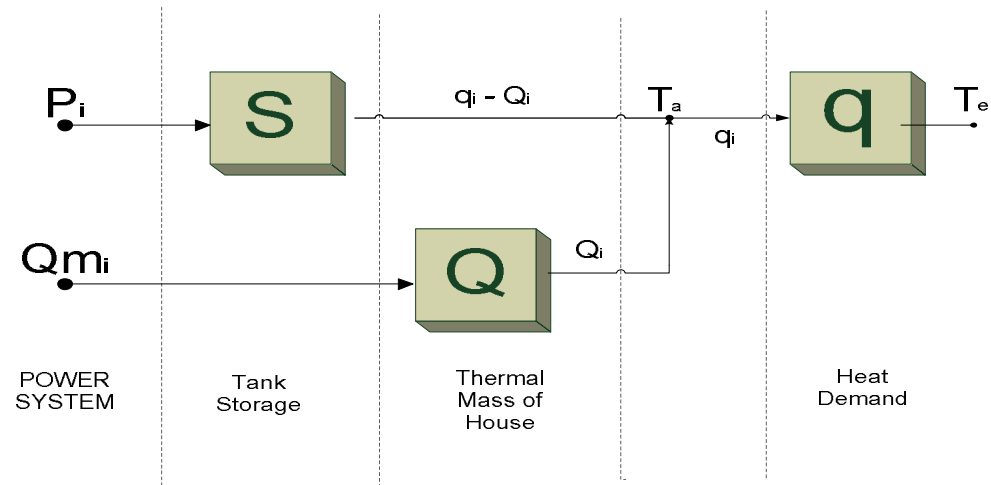 Pi
S
qi - Qi
Ta
qi
q
Te
Qmi
Q
Qi
POWER
SYSTEM
Tank
Storage
Thermal
Mass of
House
Heat
Demand